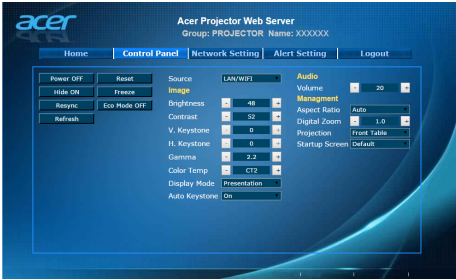 acer
Acer Projector Web Server
Group: PROJECTOR Name: XXXXXX
Home Control Panel Network Setting Alert Setting Logout
Power OFF Reset
Hide ON Freeze
Resync Eco Mode OFF
Refresh
Source LAN/WIFI
Image
Brightness - 48 +
Contrast - 52 +
V. Keystone - 0 +
H. Keystone - 0 +
Gamma - 2.2 +
Color Temp - CT2 +
Display Mode Presentation
Auto Keystone On
Audio
Volume - 20 +
Managment
Aspect Ratio Auto
Digital Zoom - 1.0 +
Projection Front Table
Startup Screen Default